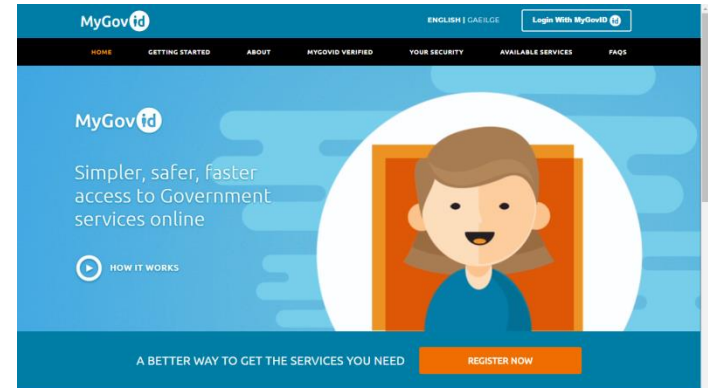 MyGovid
ENGLISH | GAEILGE
Login With MyGovID id
HOME GETTING STARTED ABOUT MYGOVID VERIFIED YOUR SECURITY AVAILABLE SERVICES FAQS
MyGovid
Simpler, safer, faster
access to Government
services online
HOW IT WORKS
A BETTER WAY TO GET THE SERVICES YOU NEED
REGISTER NOW